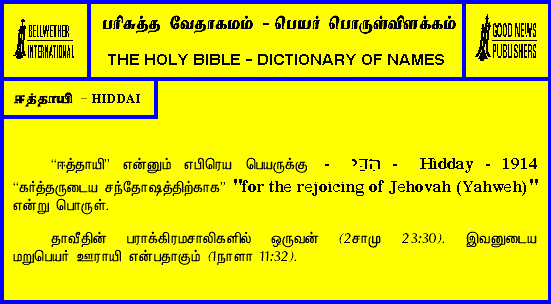 BELLWETHER
INTERNATIONAL
பரிசுத்த வேதாகமம் - பெயர் பொருள்விளக்கம்
THE HOLY BIBLE - DICTIONARY OF NAMES
GOOD NEWS
PUBLISHERS
ஈத்தாயி - HIDDAI
“ஈத்தாயி” என்னும் எபிரெய பெயருக்கு - הִדַּי - Hidday - 1914
“கர்த்தருடைய சந்தோஷத்திற்காக” "for the rejoicing of Jehovah (Yahweh)"
என்று பொருள்.
தாவீதின் பராக்கிரமசாலிகளில் ஒருவன் (2சாமு 23:30). இவனுடைய
மறுபெயர் ஊராயி என்பதாகும் (1நாளா 11:32).